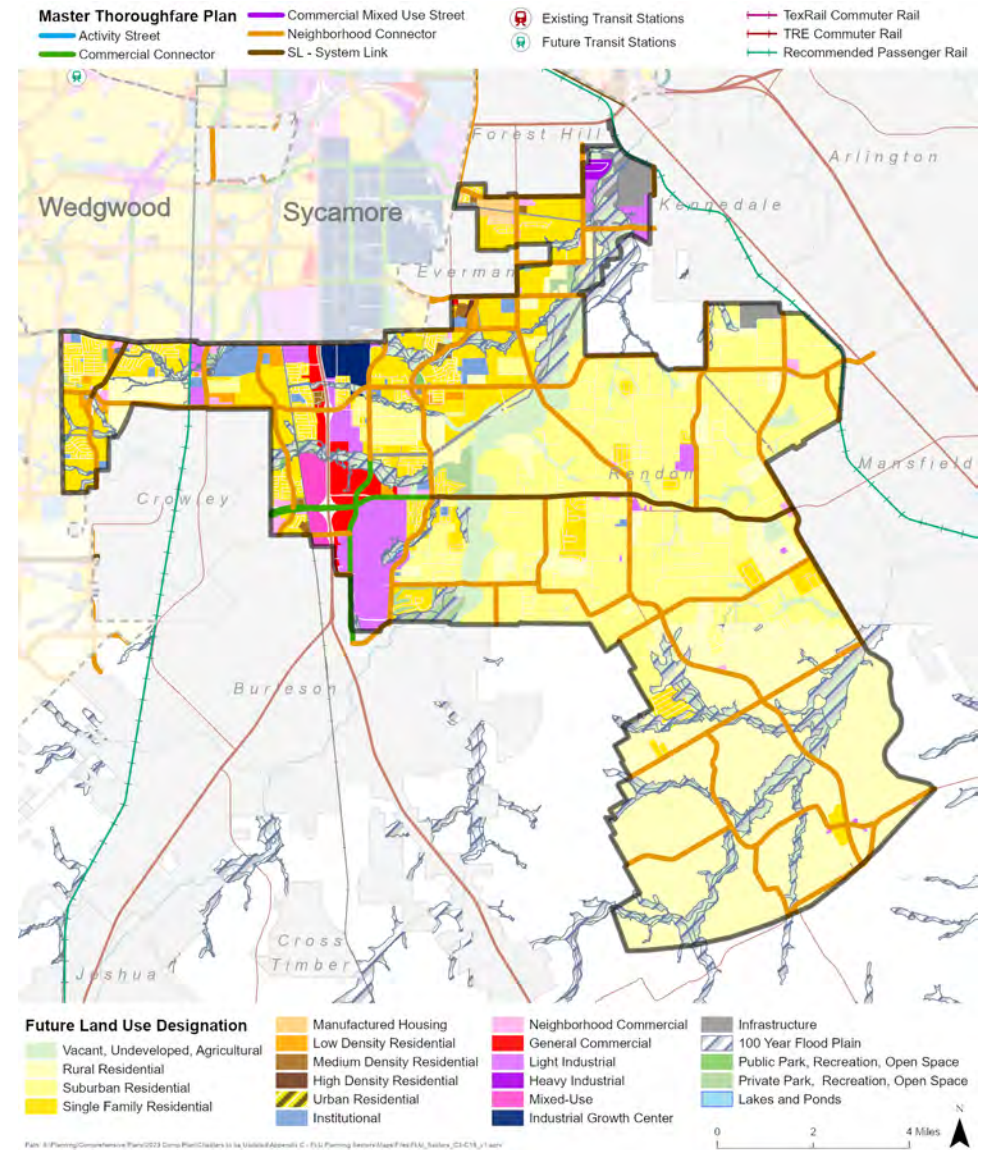 Master Thoroughfare Plan
Activity Street
Commercial Connector
Commercial Mixed Use Street
Neighborhood Connector
SL - System Link
Existing Transit Stations
Future Transit Stations
TexRail Commuter Rail
TRE Commuter Rail
Recommended Passenger Rail
Forest Hill
Arlington
Wedgwood
Sycamore
Kennedale
Everman
Rendon
Mansfield
Crowley
Burleson
Cross
Timber
Joshua
Future Land Use Designation
Vacant, Undeveloped, Agricultural
Rural Residential
Suburban Residential
Single Family Residential
Manufactured Housing
Low Density Residential
Medium Density Residential
High Density Residential
Urban Residential
Institutional
Neighborhood Commercial
General Commercial
Light Industrial
Heavy Industrial
Mixed-Use
Industrial Growth Center
Infrastructure
100 Year Flood Plain
Public Park, Recreation, Open Space
Private Park, Recreation, Open Space
Lakes and Ponds
N
0 2 4 Miles